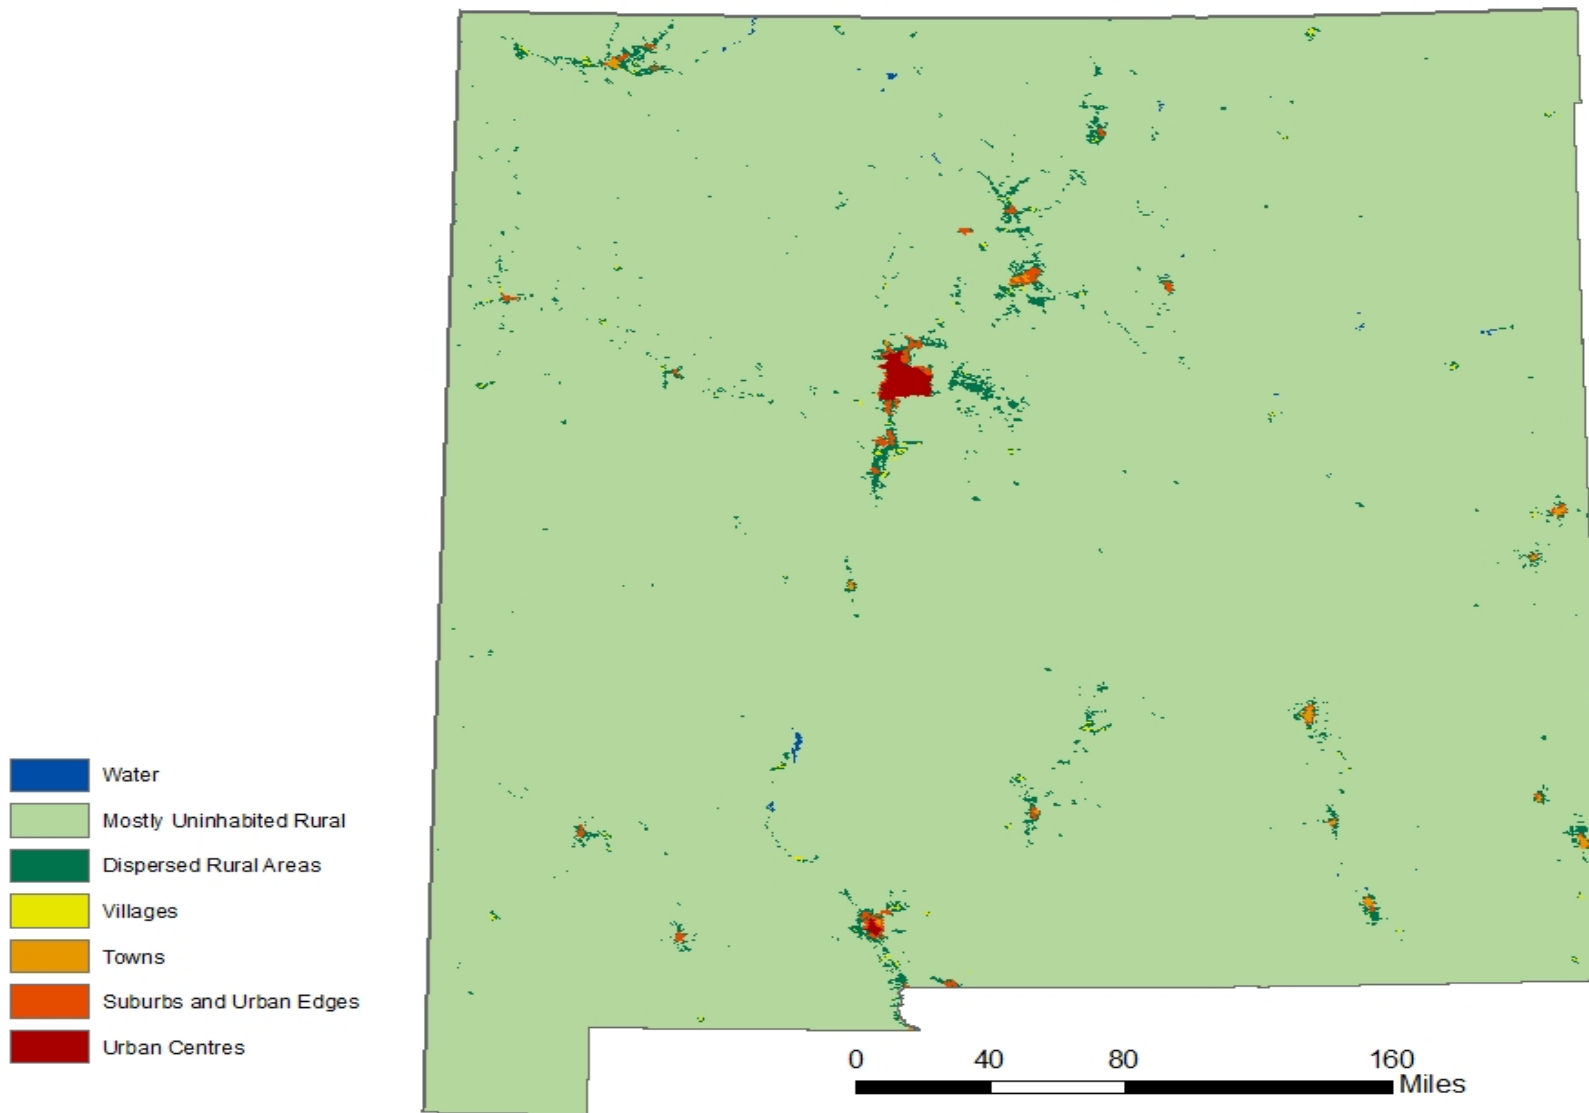 Water
Mostly Uninhabited Rural
Dispersed Rural Areas
Villages
Towns
Suburbs and Urban Edges
Urban Centres
0 40 80 160
Miles